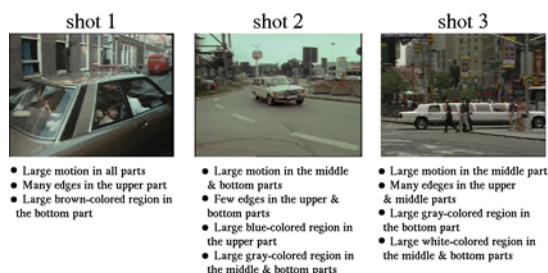 shot 1
shot 2
shot 3
• Large motion in all parts
• Many edges in the upper part
• Large brown-colored region in
the bottom part
• Large motion in the middle
& bottom parts
• Few edges in the upper &
bottom parts
• Large blue-colored region in
the upper part
• Large gray-colored region in
the middle & bottom parts
• Large motion in the middle part
• Many edeges in the upper
& middle parts
• Large gray-colored region in
the bottom part
• Large white-colored region in
the middle & bottom parts